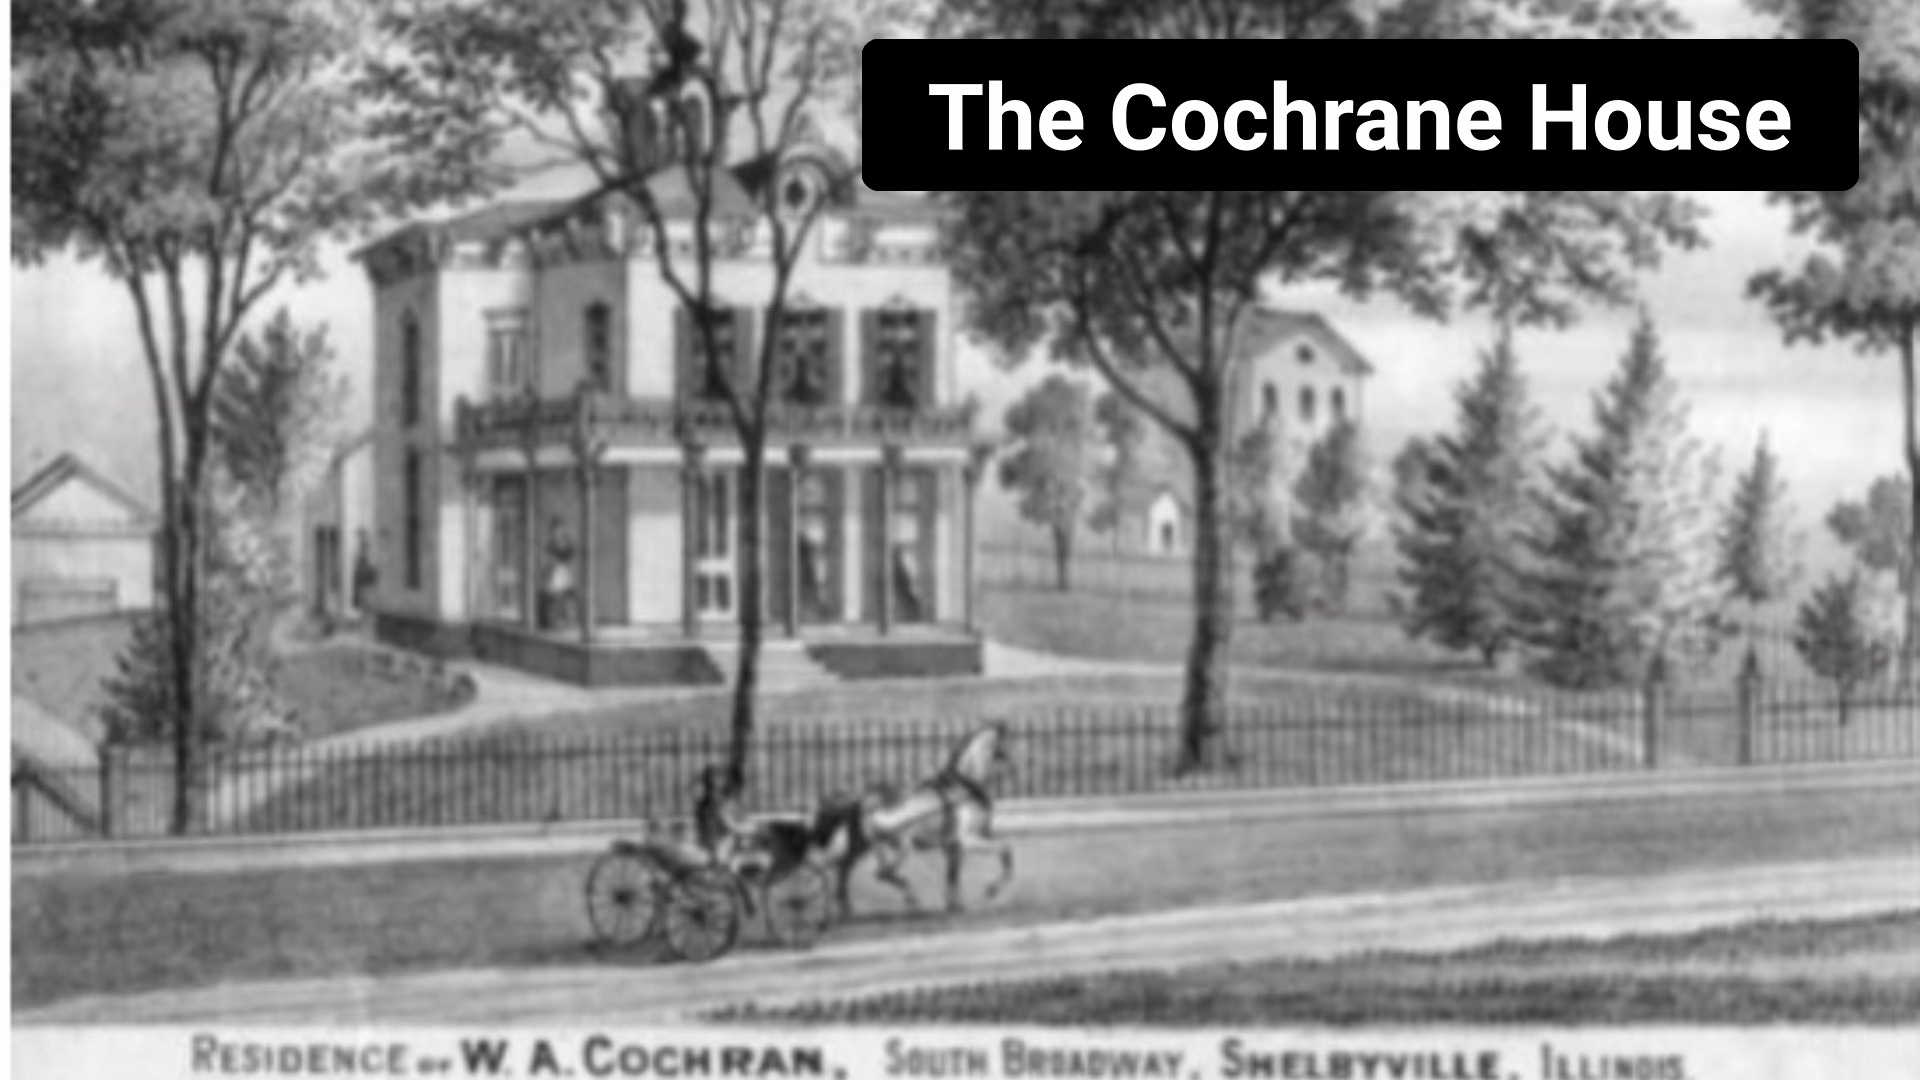 The Cochrane House
RESIDENCE OF W. A. COCHRAN, SOUTH BROADWAY, SHELBYVILLE, ILLINOIS.